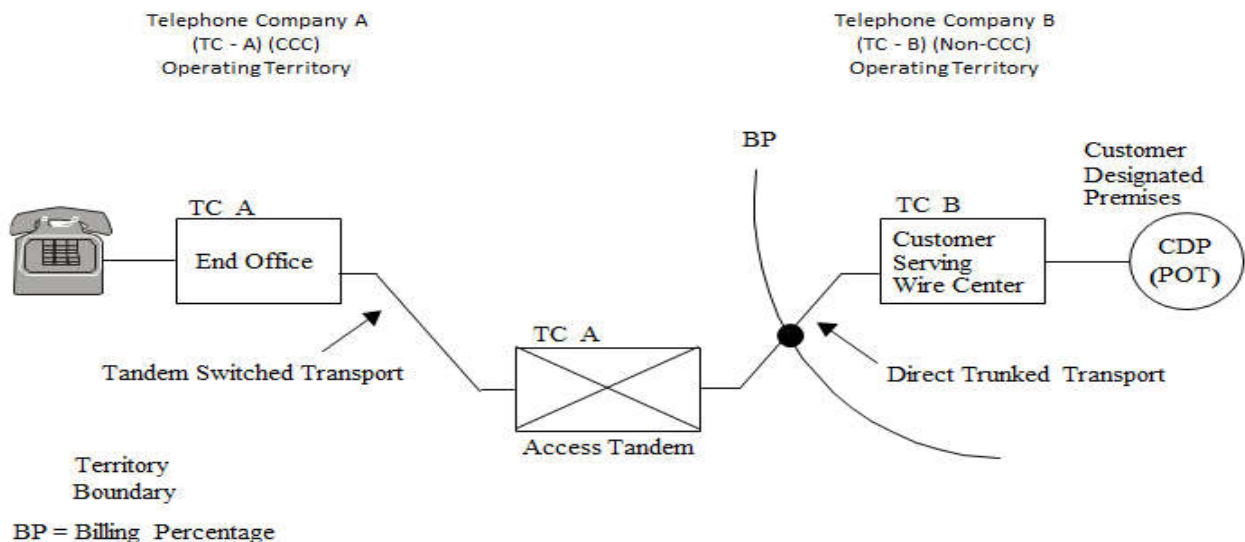 Telephone Company A
(TC - A) (CCC)
Operating Territory
Telephone Company B
(TC - B) (Non-CCC)
Operating Territory
BP
Customer
Designated
Premises
TC A
End Office
TC B
Customer
Serving
Wire Center
CDP
(POT)
TC A
Tandem Switched Transport
Direct Trunked Transport
Access Tandem
Territory
Boundary
BP = Billing Percentage